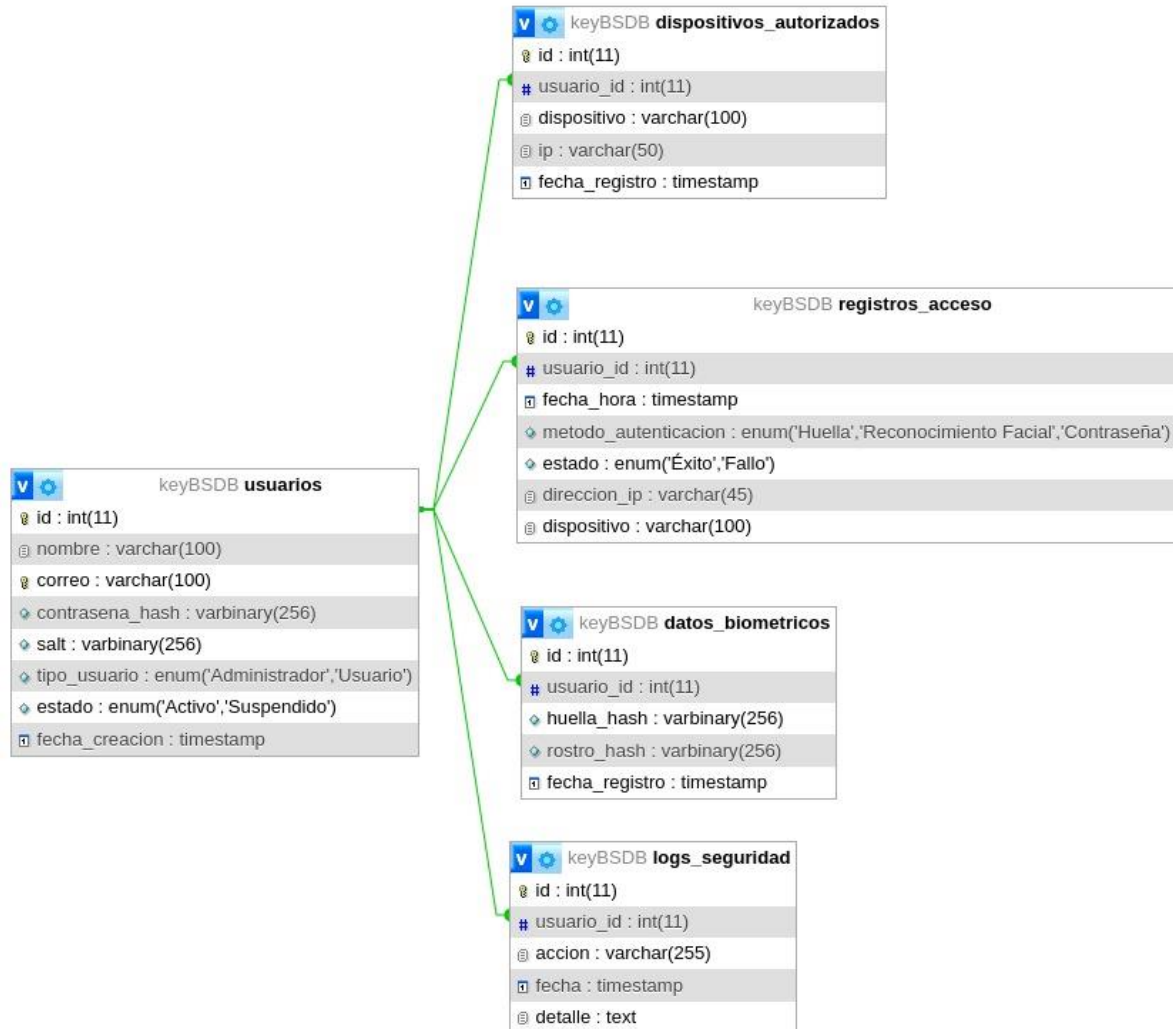 V keyBSDB dispositivos_autorizados
id : int(11)
# usuario_id : int(11)
dispositivo : varchar(100)
ip : varchar(50)
fecha_registro : timestamp
V keyBSDB registros_acceso
id : int(11)
# usuario_id : int(11)
fecha_hora : timestamp
metodo_autenticacion : enum('Huella','Reconocimiento Facial','Contraseña')
estado : enum('Éxito','Fallo')
direccion_ip : varchar(45)
dispositivo : varchar(100)
V keyBSDB usuarios
id : int(11)
nombre : varchar(100)
correo : varchar(100)
contrasena_hash : varbinary(256)
salt : varbinary(256)
tipo_usuario : enum('Administrador','Usuario')
estado : enum('Activo','Suspendido')
fecha_creacion : timestamp
V keyBSDB datos_biometricos
id : int(11)
# usuario_id : int(11)
huella_hash : varbinary(256)
rostro_hash : varbinary(256)
fecha_registro : timestamp
V keyBSDB logs_seguridad
id : int(11)
# usuario_id : int(11)
accion : varchar(255)
fecha : timestamp
detalle : text